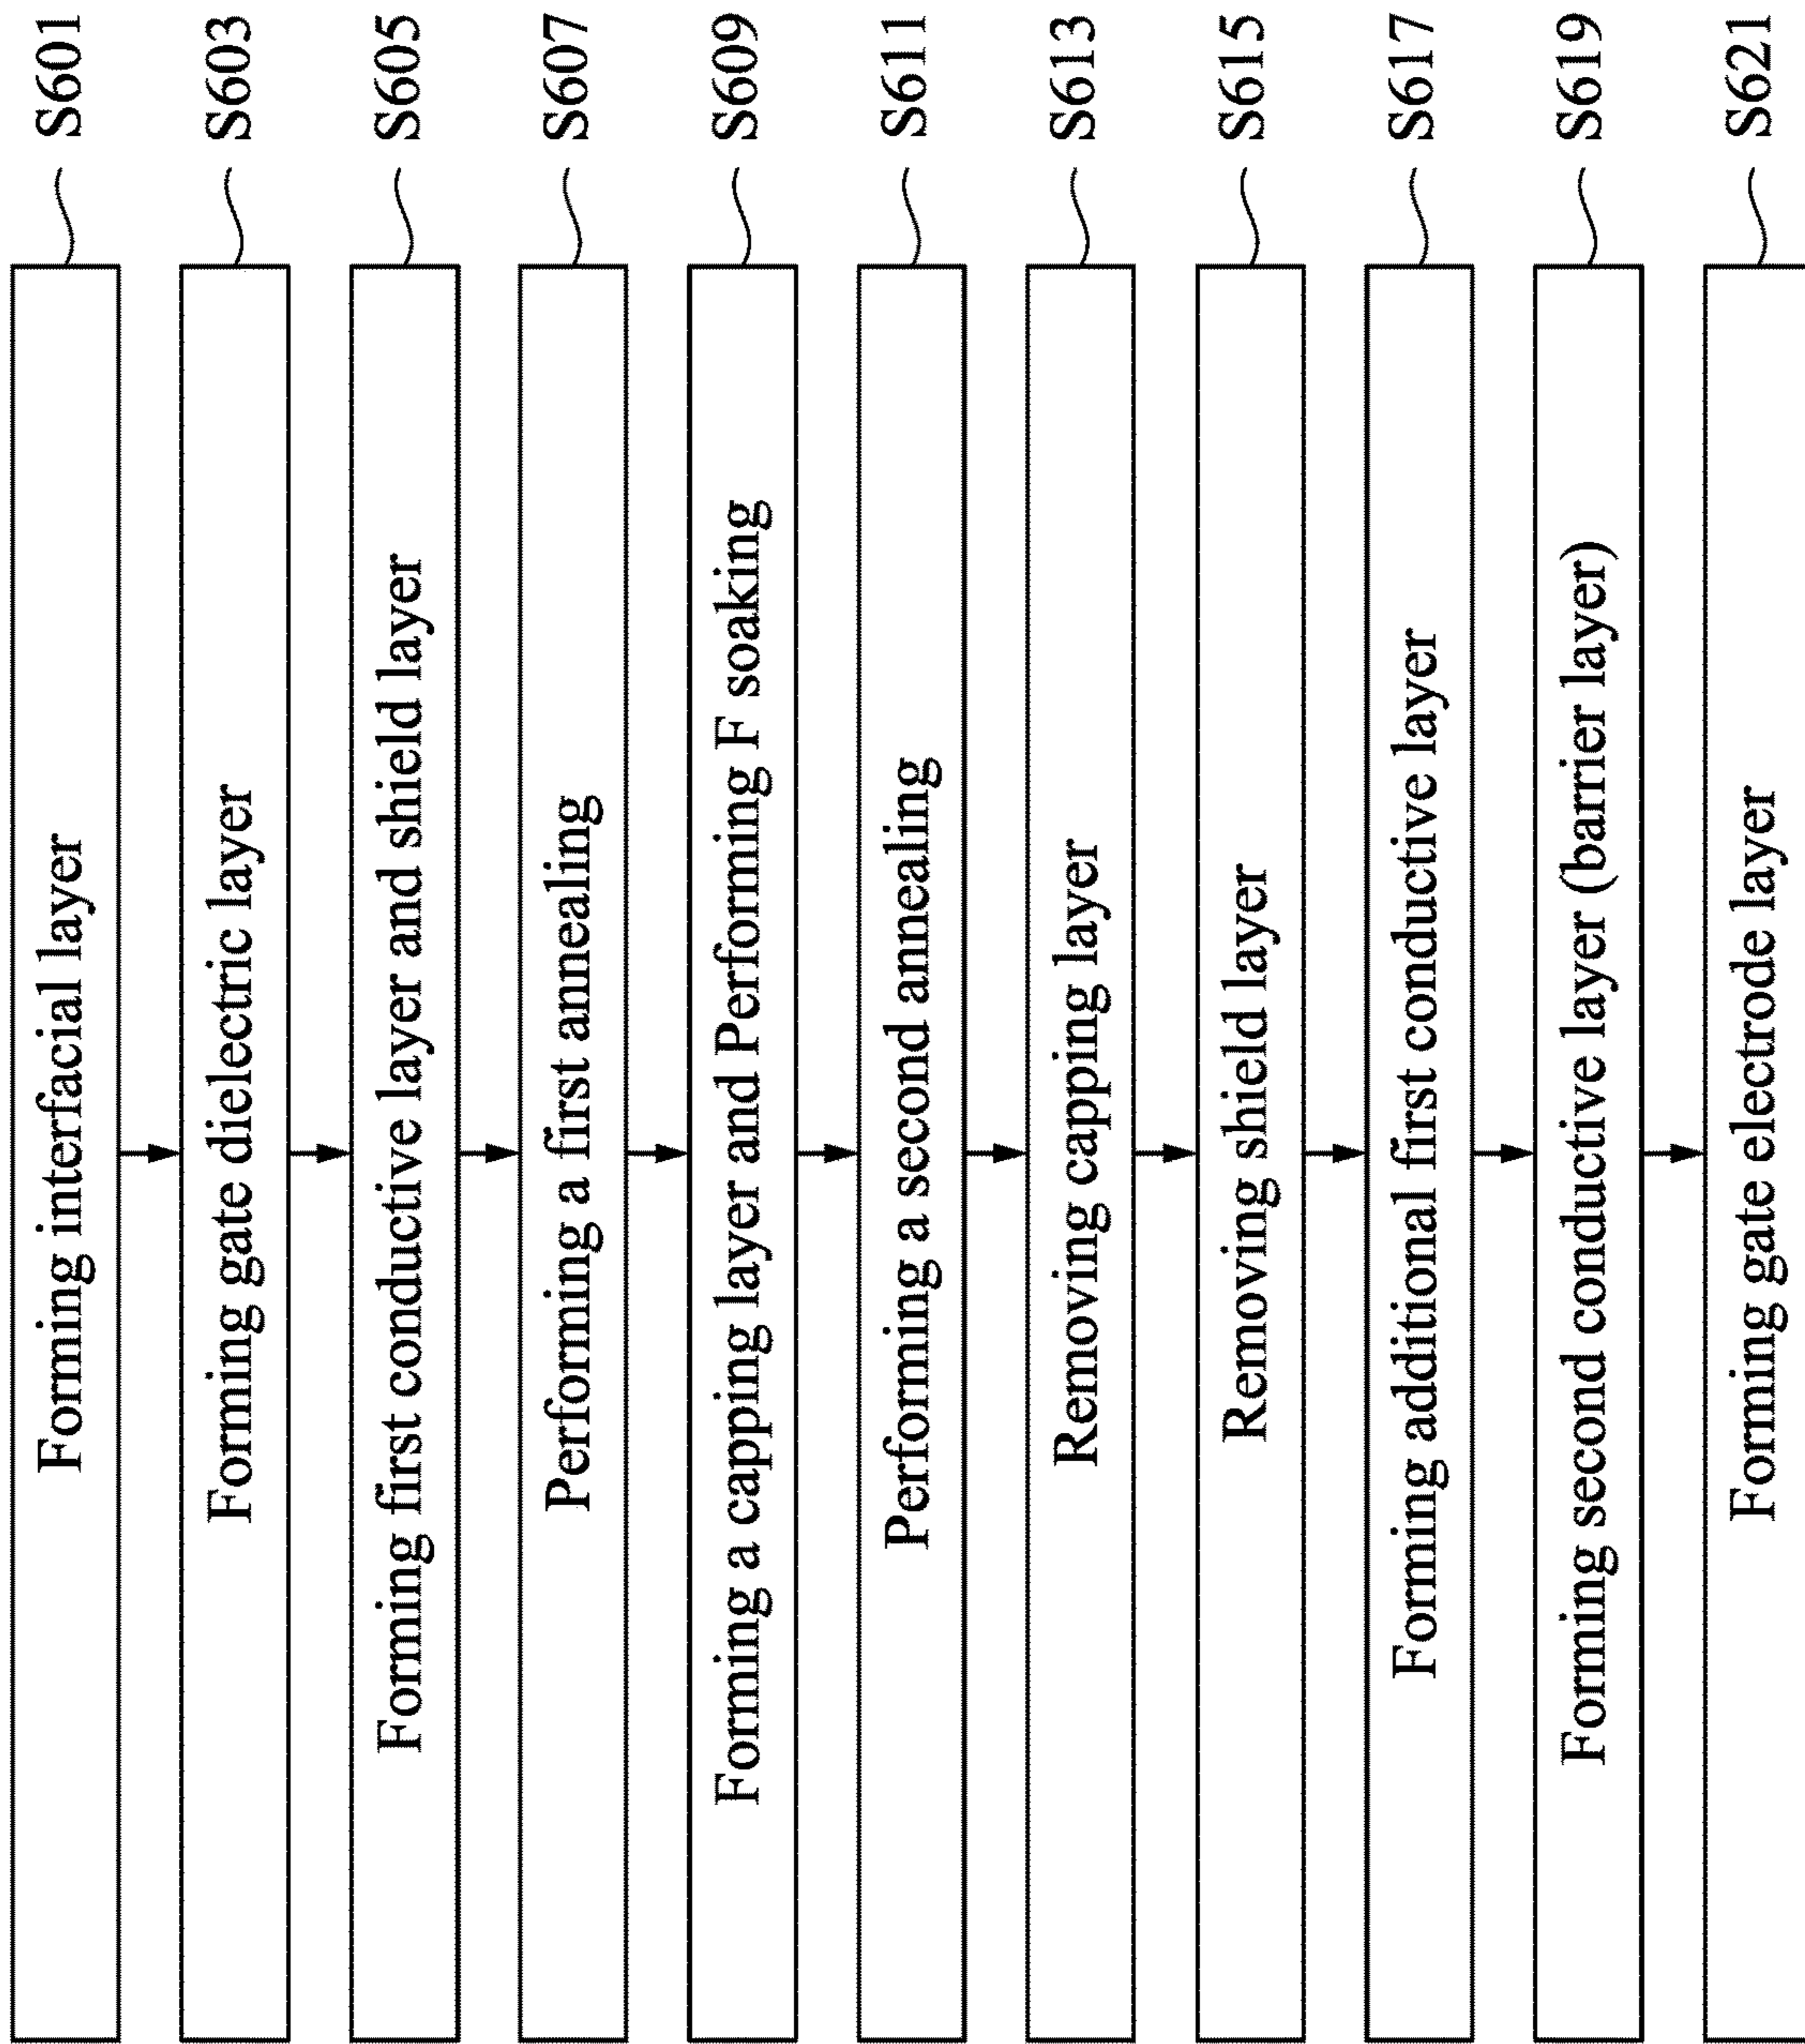 Forming interfacial layer S601
Forming gate dielectric layer S603
Forming first conductive layer and shield layer S605
Performing a first annealing S607
Forming a capping layer and Performing F soaking S609
Performing a second annealing S611
Removing capping layer S613
Removing shield layer S615
Forming additional first conductive layer S617
Forming second conductive layer (barrier layer) S619
Forming gate electrode layer S621